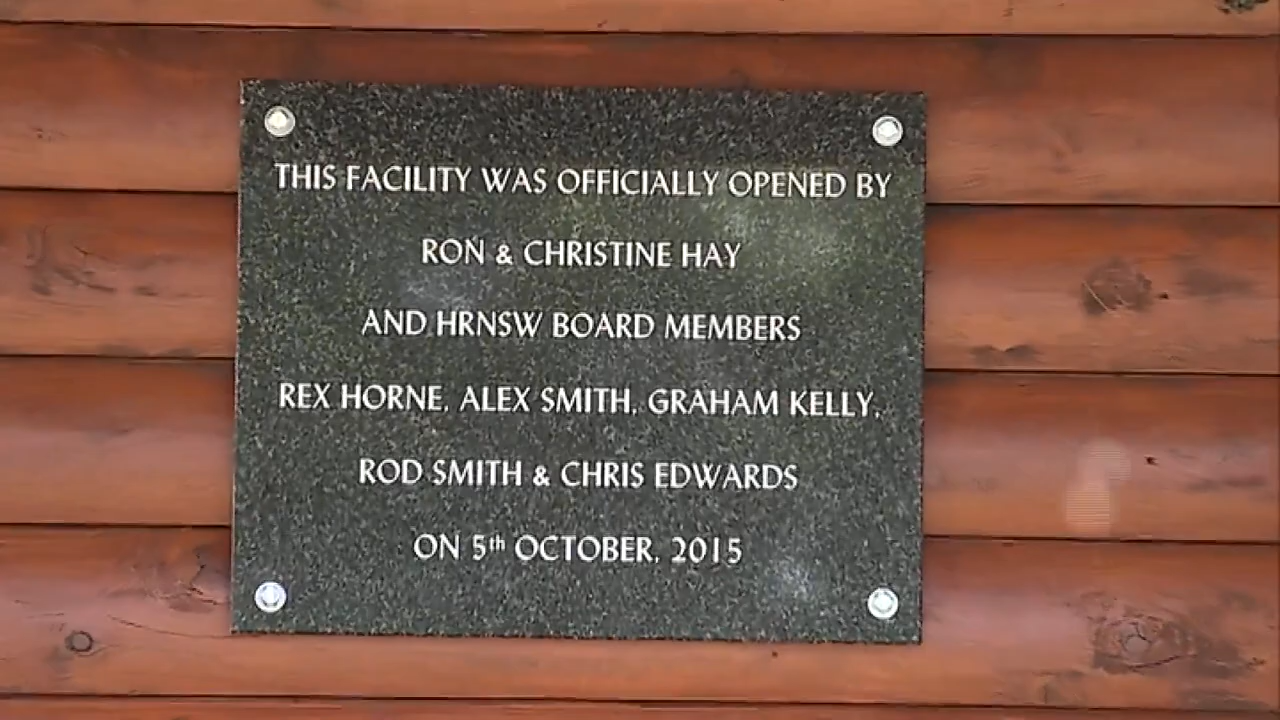 THIS FACILITY WAS OFFICIALLY OPENED BY
RON & CHRISTINE HAY
AND HRNSW BOARD MEMBERS
REX HORNE, ALEX SMITH, GRAHAM KELLY,
ROD SMITH & CHRIS EDWARDS
ON 5th OCTOBER, 2015